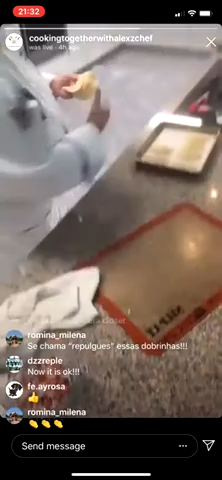 21:32
cookingtogetherwithalexzchef
was live · 4h ago
closer
romina_milena
Se chama "repulgues" essas dobrinhas!!!
dzzreple
Now it is ok!!!
fe.ayrosa
👍
romina_milena
👏👏👏
Send message